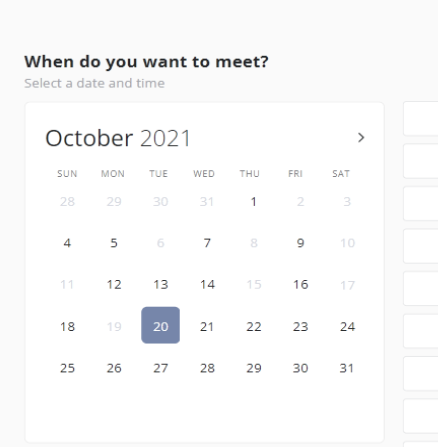 When do you want to meet?
Select a date and time
October 2021
SUN MON TUE WED THU FRI SAT
28 29 30 31 1 2 3
4 5 6 7 8 9 10
11 12 13 14 15 16 17
18 19 20 21 22 23 24
25 26 27 28 29 30 31